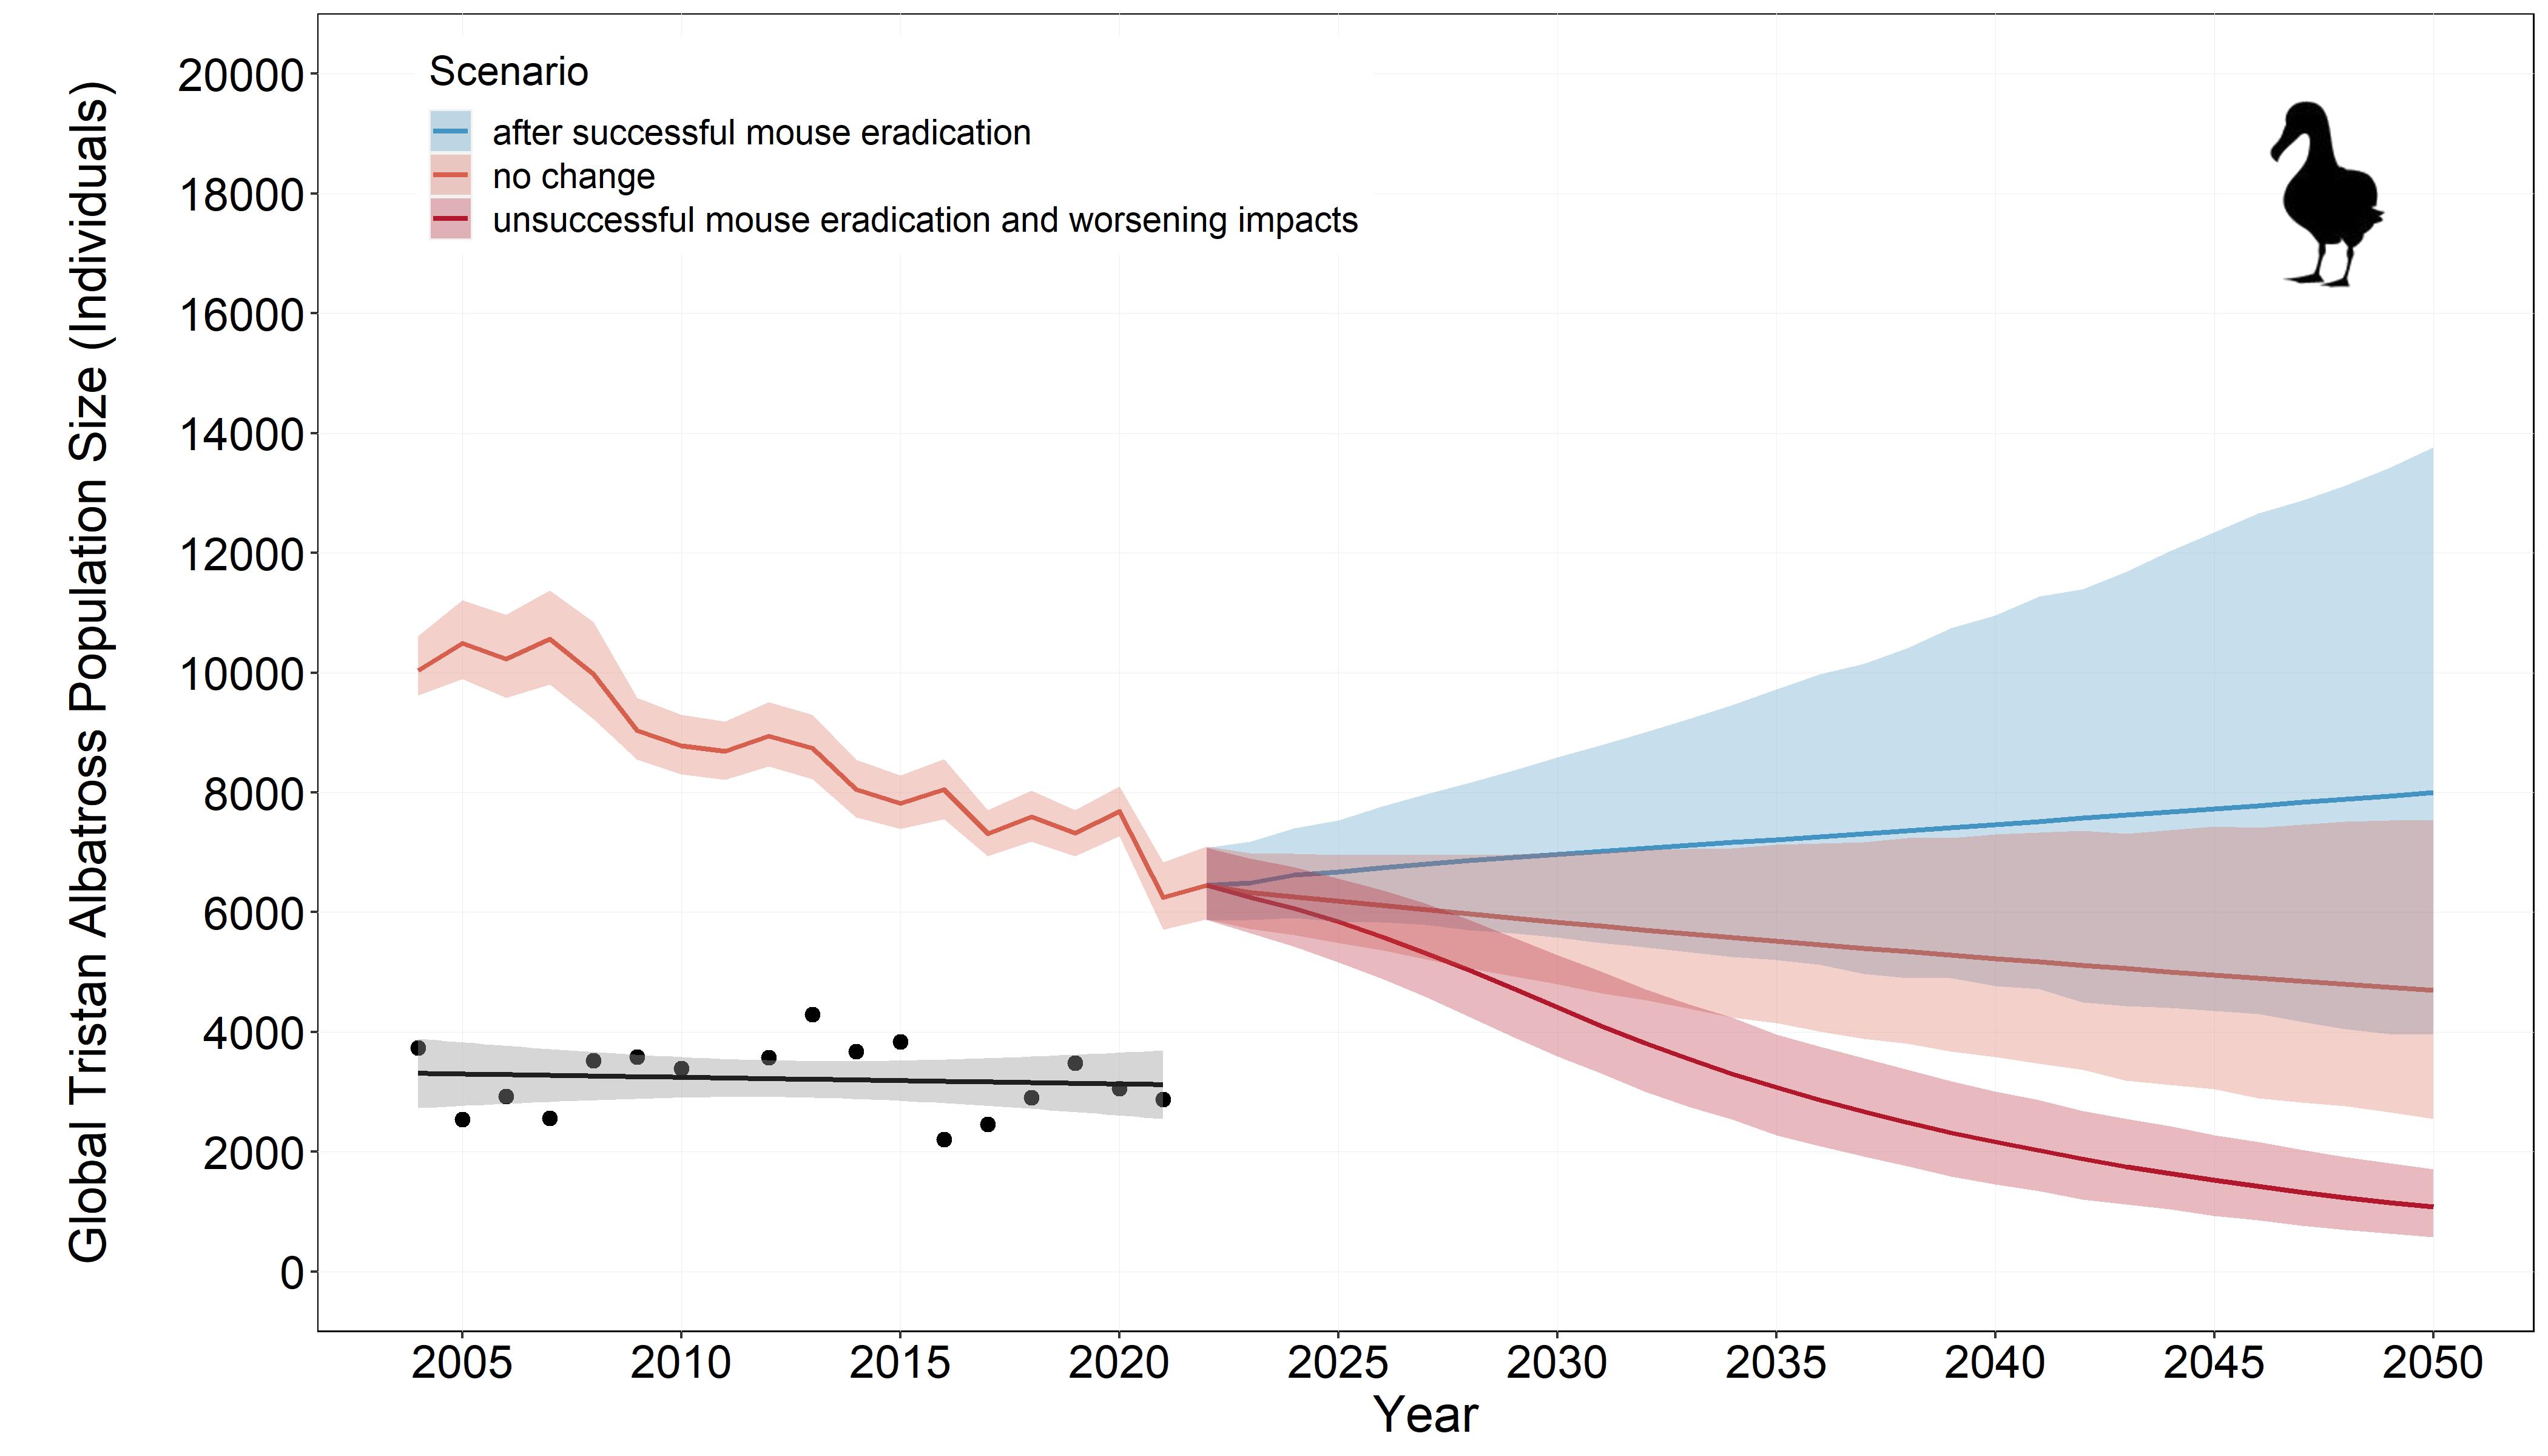 Global Tristan Albatross Population Size (Individuals)
20000
18000
16000
14000
12000
10000
8000
6000
4000
2000
0
Scenario
after successful mouse eradication
no change
unsuccessful mouse eradication and worsening impacts
2005 2010 2015 2020 2025 2030 2035 2040 2045 2050
Year